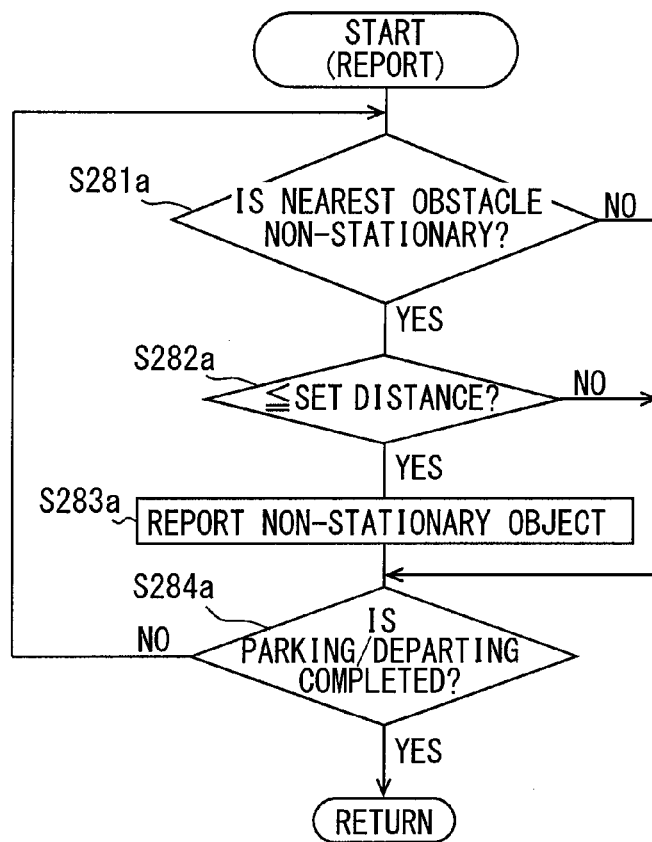 START
(REPORT)
S281a
IS NEAREST OBSTACLE
NON-STATIONARY?
NO
YES
S282a
≦SET DISTANCE?
NO
YES
S283a
REPORT NON-STATIONARY OBJECT
S284a
IS
PARKING/DEPARTING
COMPLETED?
NO
YES
RETURN